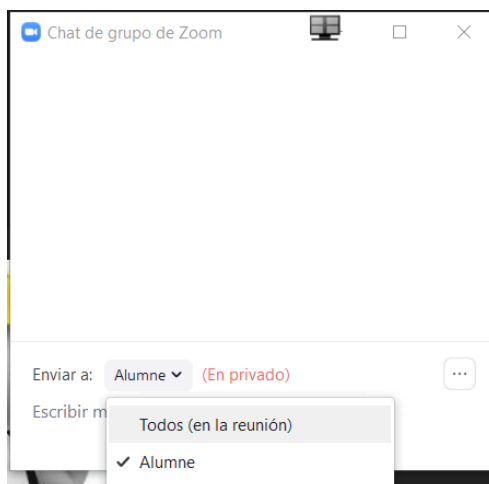 Chat de grupo de Zoom
Enviar a: Alumne (En privado)
Escribir m
Todos (en la reunión)
Alumne